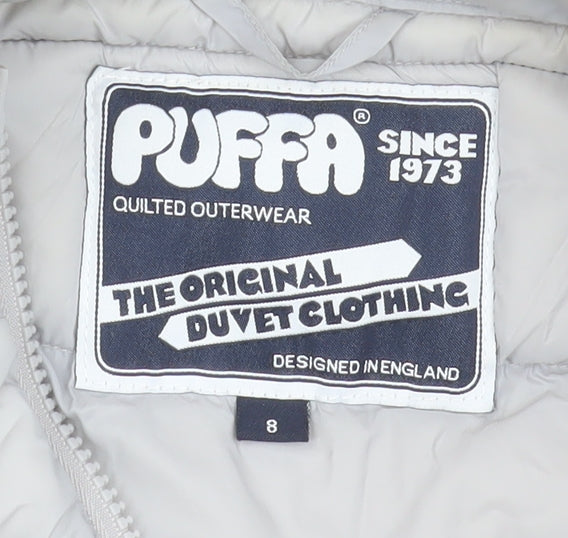 PUFFA®
SINCE
1973
QUILTED OUTERWEAR
THE ORIGINAL
DUVET CLOTHING
DESIGNED IN ENGLAND
8